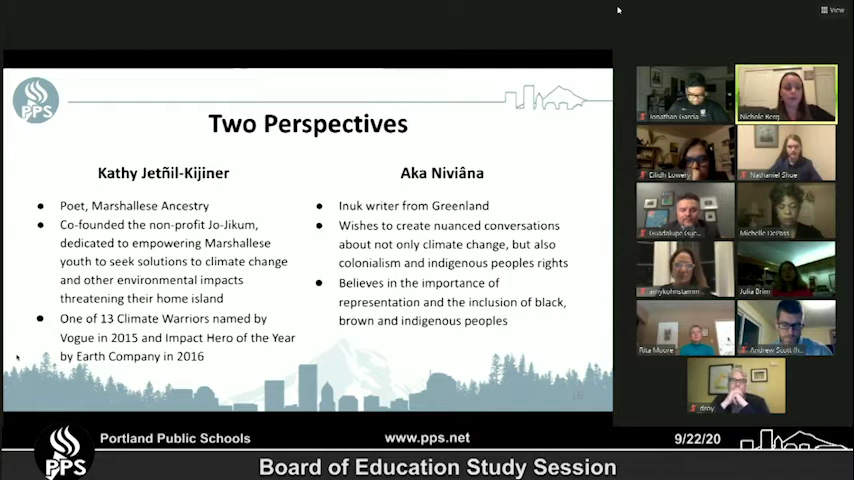 View
PPS
Two Perspectives
Kathy Jetñil-Kijiner
● Poet, Marshallese Ancestry
● Co-founded the non-profit Jo-Jikum,
dedicated to empowering Marshallese
youth to seek solutions to climate change
and other environmental impacts
threatening their home island
● One of 13 Climate Warriors named by
Vogue in 2015 and Impact Hero of the Year
by Earth Company in 2016
Aka Niviâna
● Inuk writer from Greenland
● Wishes to create nuanced conversations
about not only climate change, but also
colonialism and indigenous peoples rights
● Believes in the importance of
representation and the inclusion of black,
brown and indigenous peoples
Jonathan Garcia
Nichole Berg
Eilidh Lowery
Nathaniel Shue
Guadalupe
Michelle DePass
amykohnstamm
Julia Brim
Rita Moore
Andrew Scott (h...
droy
PPS
Portland Public Schools
www.pps.net
9/22/20
Board of Education Study Session